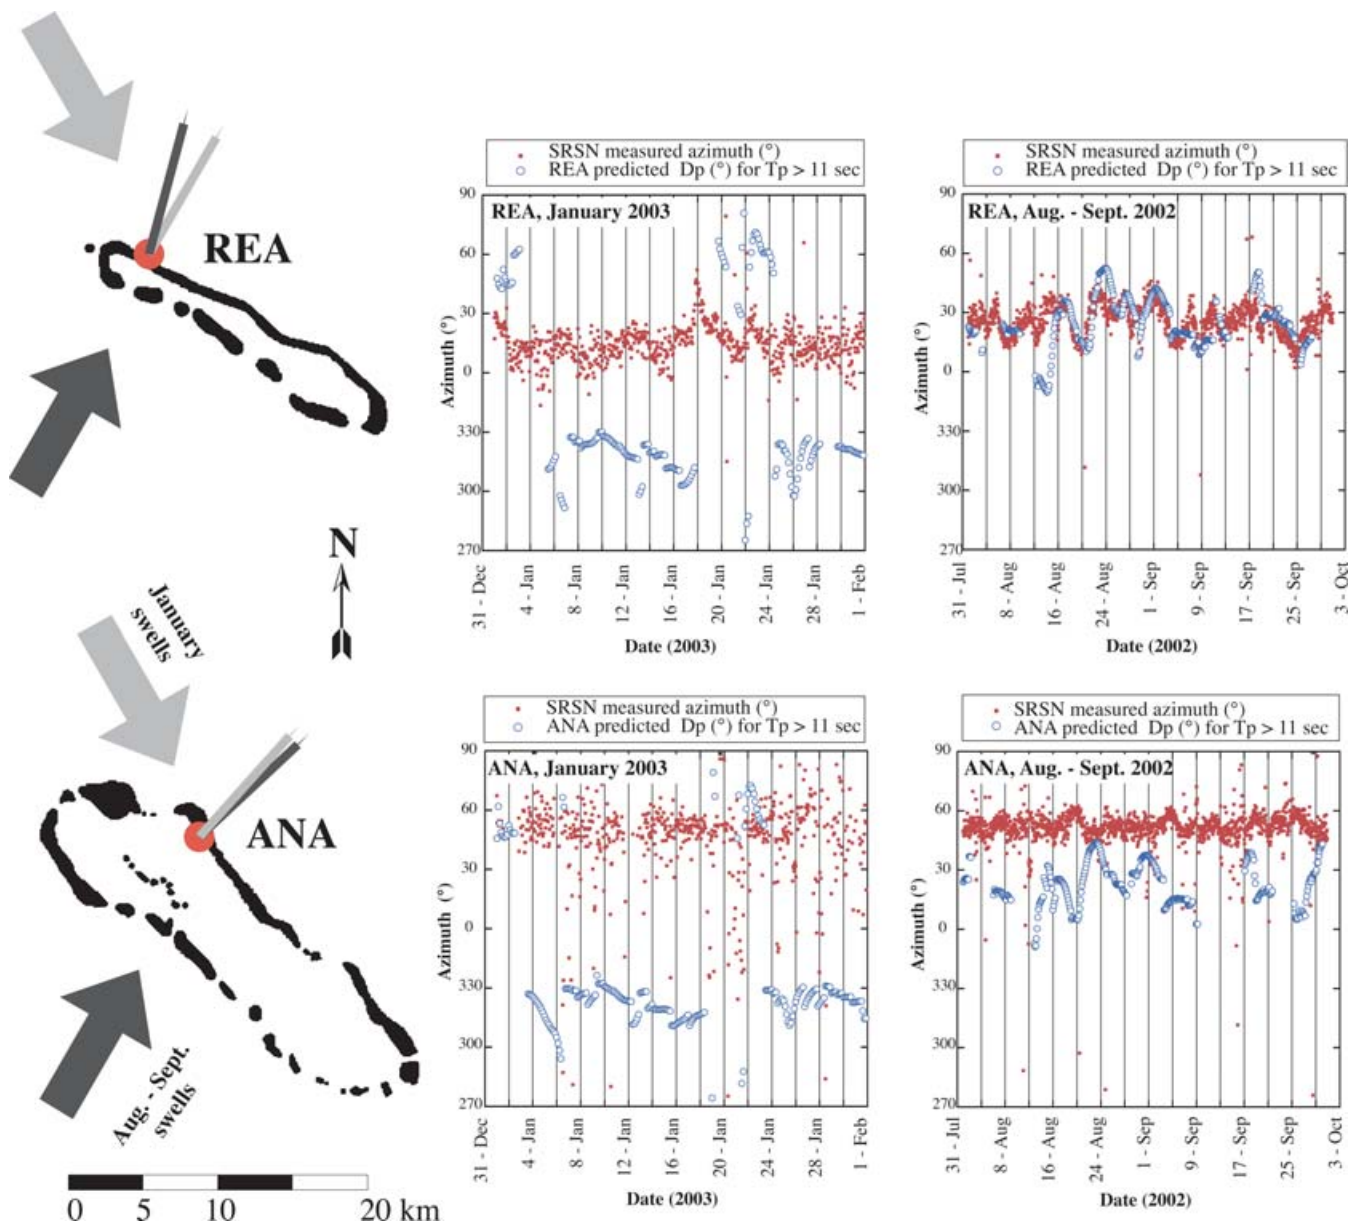 REA
SRSN measured azimuth (°)
REA predicted Dp (°) for Tp > 11 sec
REA, January 2003
Azimuth (°)
90
60
30
0
330
300
270
31 - Dec
4 - Jan
8 - Jan
12 - Jan
16 - Jan
20 - Jan
24 - Jan
28 - Jan
1 - Feb
Date (2003)
SRSN measured azimuth (°)
REA predicted Dp (°) for Tp > 11 sec
REA, Aug. - Sept. 2002
Azimuth (°)
90
60
30
0
330
300
270
31 - Jul
8 - Aug
16 - Aug
24 - Aug
1 - Sep
9 - Sep
17 - Sep
25 - Sep
3 - Oct
Date (2002)
N
January
swells
ANA
Aug. - Sept.
swells
0 5 10 20 km
SRSN measured azimuth (°)
ANA predicted Dp (°) for Tp > 11 sec
ANA, January 2003
Azimuth (°)
90
60
30
0
330
300
270
31 - Dec
4 - Jan
8 - Jan
12 - Jan
16 - Jan
20 - Jan
24 - Jan
28 - Jan
1 - Feb
Date (2003)
SRSN measured azimuth (°)
ANA predicted Dp (°) for Tp > 11 sec
ANA, Aug. - Sept. 2002
Azimuth (°)
90
60
30
0
330
300
270
31 - Jul
8 - Aug
16 - Aug
24 - Aug
1 - Sep
9 - Sep
17 - Sep
25 - Sep
3 - Oct
Date (2002)